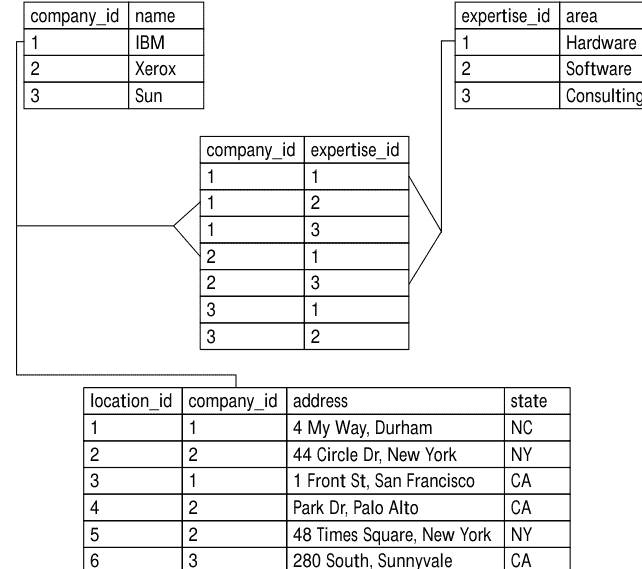 company_id name
1 IBM
2 Xerox
3 Sun
expertise_id area
1 Hardware
2 Software
3 Consulting
company_id expertise_id
1 1
1 2
1 3
2 1
2 3
3 1
3 2
location_id company_id address state
1 1 4 My Way, Durham NC
2 2 44 Circle Dr, New York NY
3 1 1 Front St, San Francisco CA
4 2 Park Dr, Palo Alto CA
5 2 48 Times Square, New York NY
6 3 280 South, Sunnyvale CA